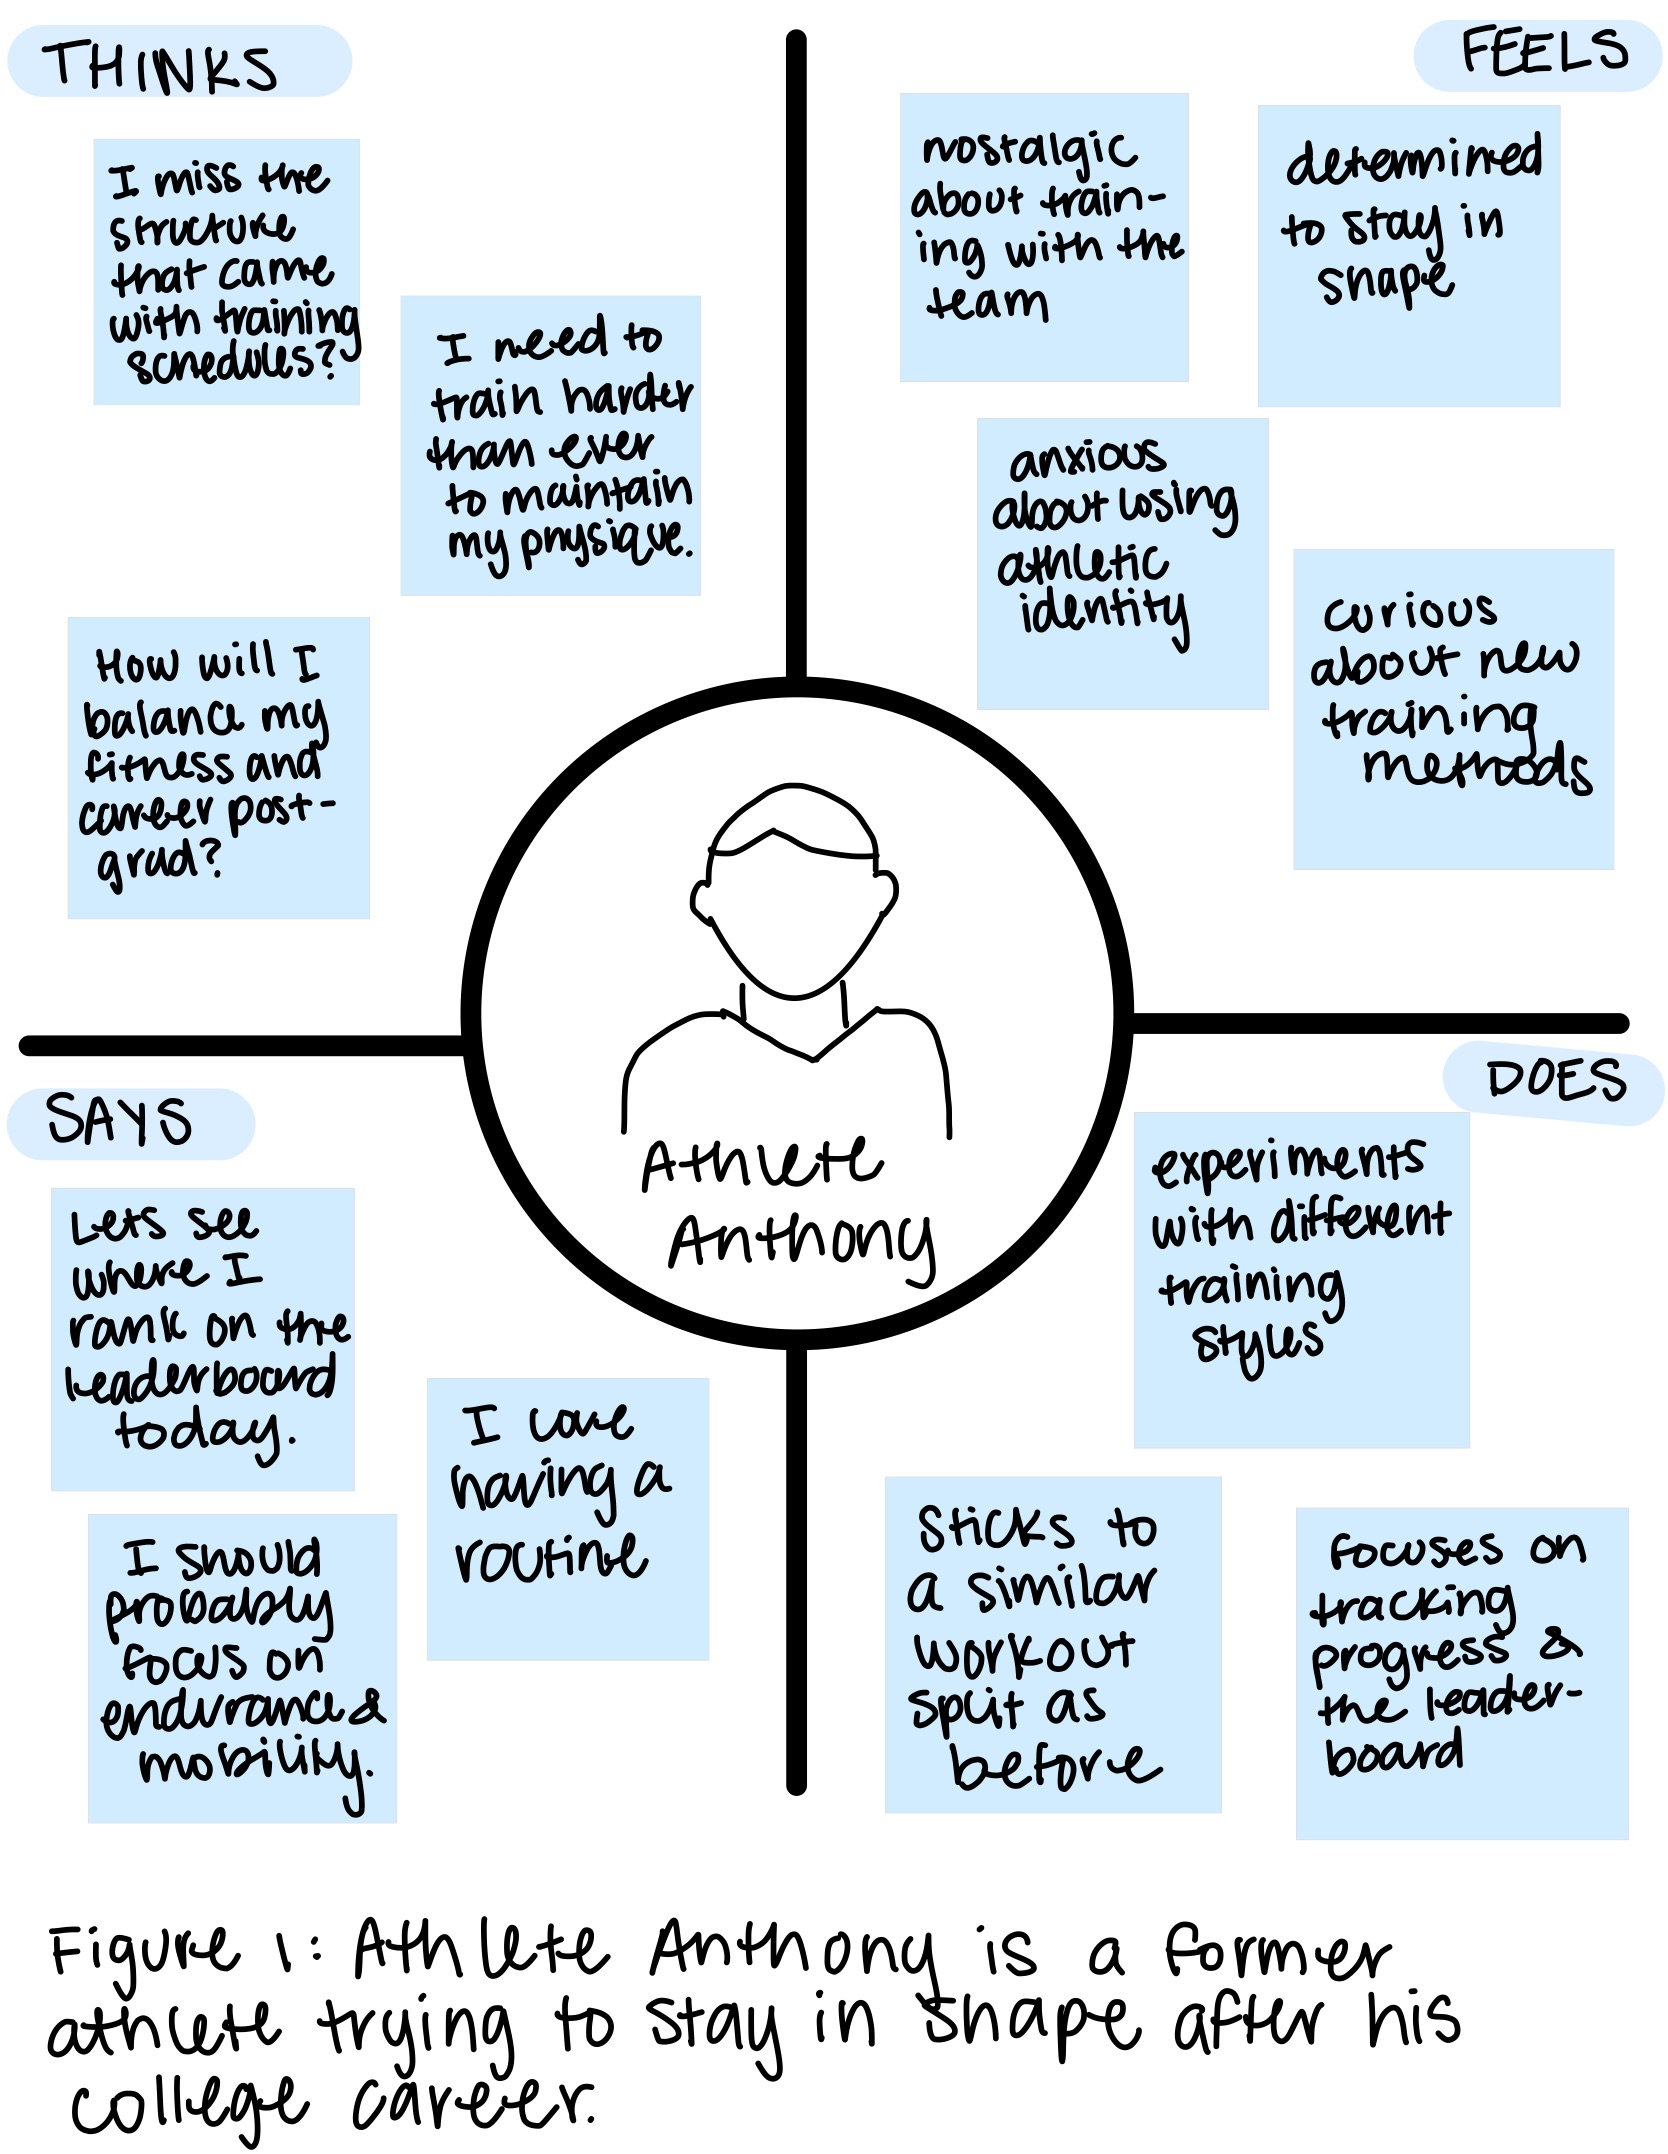 THINKS
I miss the
structure
that came
with training
schedules?
I need to
train harder
than ever
to maintain
my physique.
How will I
balance my
fitness and
career post-
grad?
FEELS
nostalgic
about train-
ing with the
team
determined
to stay in
shape
anxious
about losing
athletic
identity
curious
about new
training
methods
Athlete
Anthony
SAYS
Lets see
where I
rank on the
leaderboard
today.
I love
having a
routine
I should
probably
focus on
endurance &
mobility.
DOES
experiments
with different
training
styles
Sticks to
a similar
workout
split as
before
focuses on
tracking
progress &
the leader-
board
Figure 1: Athlete Anthony is a former
athlete trying to stay in shape after his
college career.